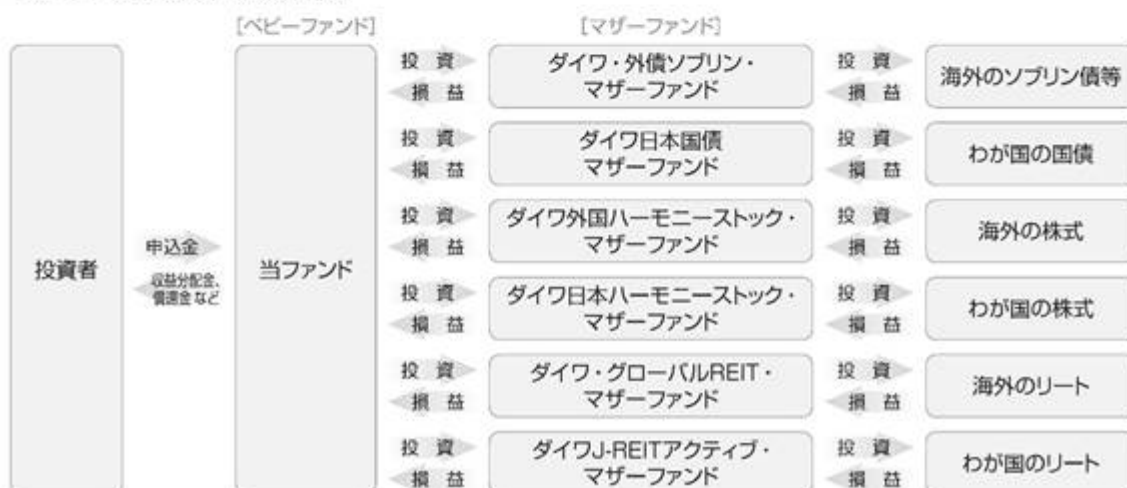 [ベビーファンド]
[マザーファンド]
投資者
申込金
収益分配金、
償還金 など
当ファンド
投 資
損 益
ダイワ・外債ソブリン・
マザーファンド
投 資
損 益
海外のソブリン債等
投 資
損 益
ダイワ日本国債
マザーファンド
投 資
損 益
わが国の国債
投 資
損 益
ダイワ外国ハーモニーストック・
マザーファンド
投 資
損 益
海外の株式
投 資
損 益
ダイワ日本ハーモニーストック・
マザーファンド
投 資
損 益
わが国の株式
投 資
損 益
ダイワ・グローバルREIT・
マザーファンド
投 資
損 益
海外のリート
投 資
損 益
ダイワJ-REITアクティブ・
マザーファンド
投 資
損 益
わが国のリート